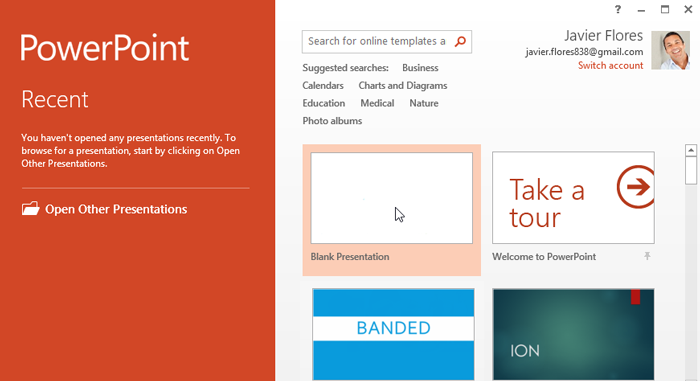 PowerPoint
Recent
You haven't opened any presentations recently. To
browse for a presentation, start by clicking on Open
Other Presentations.
Open Other Presentations
?
Search for online templates a
Suggested searches: Business
Calendars Charts and Diagrams
Education Medical Nature
Photo albums
Javier Flores
javier.flores838@gmail.com
Switch account
Blank Presentation
Take a
tour
Welcome to PowerPoint
BANDED
ION